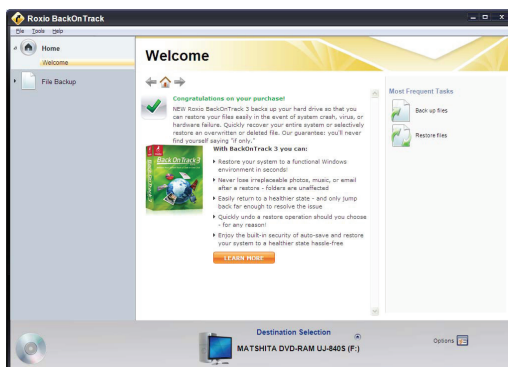 Roxio BackOnTrack
File Tools Help
Home
Welcome
File Backup
Welcome
Congratulations on your purchase!
NEW Roxio BackOnTrack 3 backs up your hard drive so that you
can restore your files easily in the event of system crash, virus, or
hardware failure. Quickly recover your entire system or selectively
restore an overwritten or deleted file. Our guarantee: you'll never
find yourself saying "if only."
With BackOnTrack 3 you can:
Restore your system to a functional Windows
environment in seconds!
Never lose irreplaceable photos, music, or email
after a restore - folders are unaffected
Easily return to a healthier state - and only jump
back far enough to resolve the issue
Quickly undo a restore operation should you choose
- for any reason!
Enjoy the built-in security of auto-save and restore
your system to a healthier state hassle-free
LEARN MORE
Back On Track 3
Most Frequent Tasks
Back up files
Restore files
Destination Selection
MATSHITA DVD-RAM UJ-840S (F:)
Options